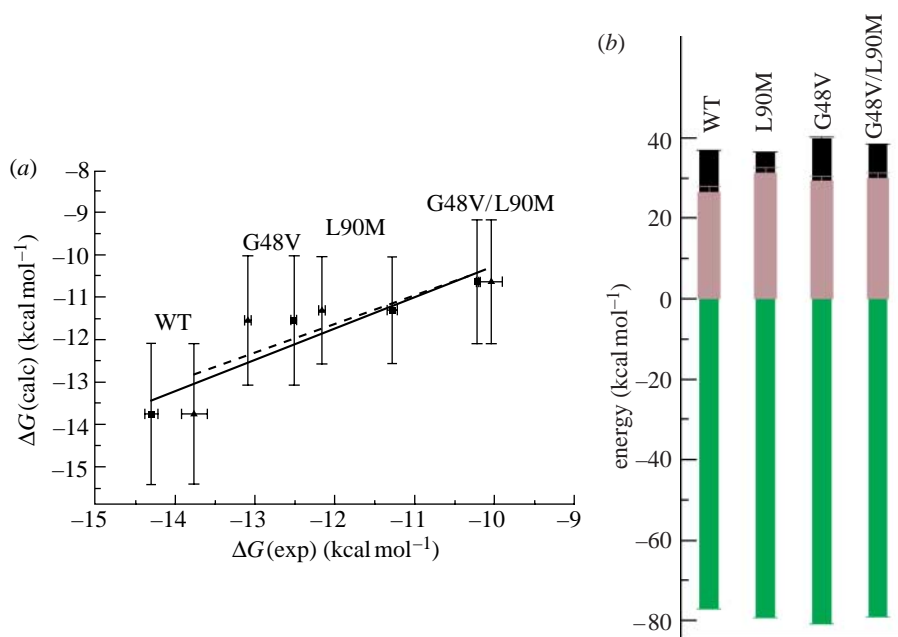 (a)
−8
−9
−10
−11
−12
−13
−14
−15
ΔG(calc) (kcal mol−1)
WT
G48V
L90M
G48V/L90M
−15 −14 −13 −12 −11 −10 −9
ΔG(exp) (kcal mol−1)
(b)
WT
L90M
G48V
G48V/L90M
40
20
0
−20
−40
−60
−80
energy (kcal mol−1)